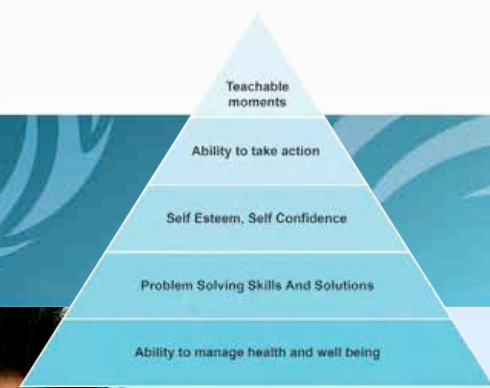 Teachable
moments
Ability to take action
Self Esteem, Self Confidence
Problem Solving Skills And Solutions
Ability to manage health and well being